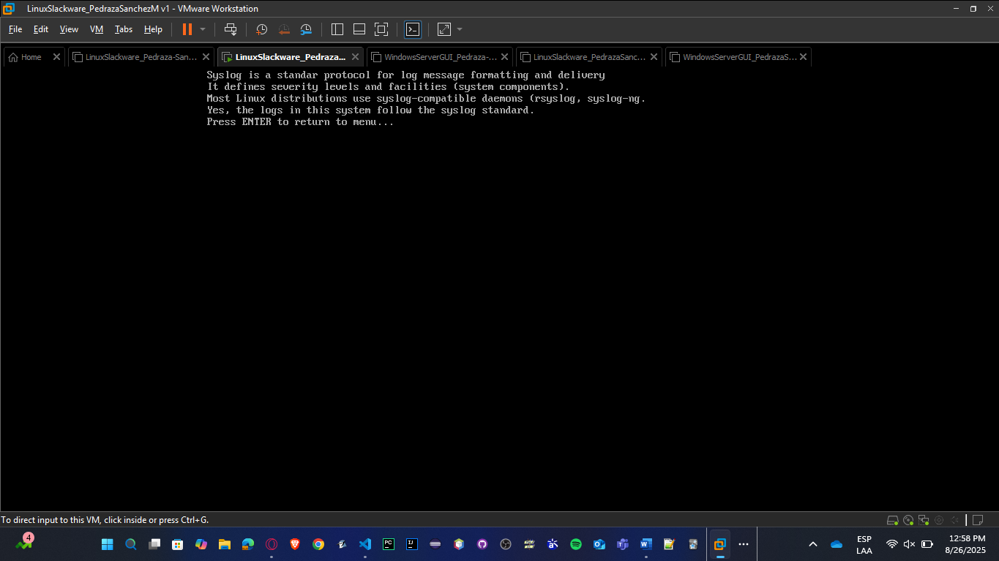 LinuxSlackware_PedrazaSanchezM v1 - VMware Workstation
File Edit View VM Tabs Help
Home LinuxSlackware_Pedraza-San... LinuxSlackware_Pedraza... WindowsServerGUI_Pedraza-... LinuxSlackware_PedrazaSanc... WindowsServerGUI_PedrazaS...
Syslog is a standar protocol for log message formatting and delivery
It defines severity levels and facilities (system components).
Most Linux distributions use syslog-compatible daemons (rsyslog, syslog-ng.
Yes, the logs in this system follow the syslog standard.
Press ENTER to return to menu...
To direct input to this VM, click inside or press Ctrl+G.
4
ESP
LAA
12:58 PM
8/26/2025